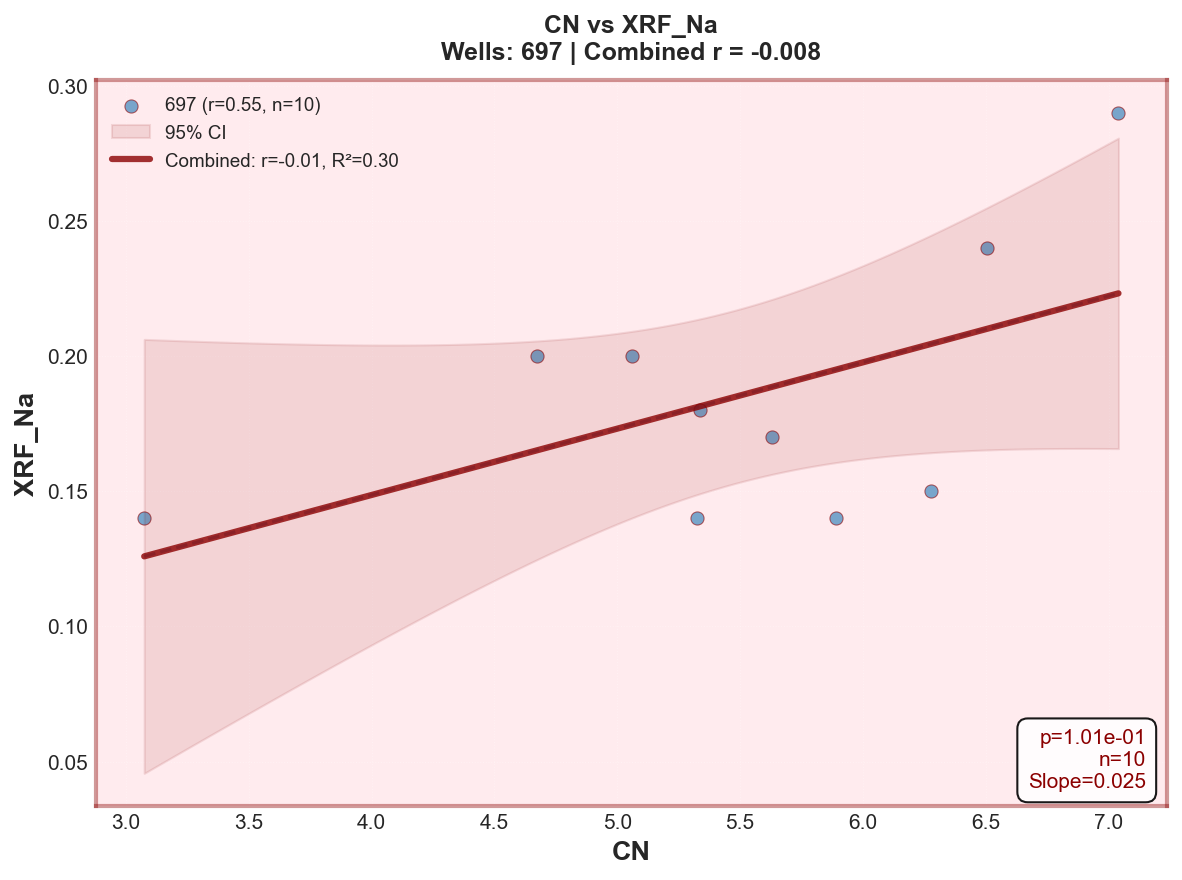 CN vs XRF_Na
Wells: 697 | Combined r = -0.008
697 (r=0.55, n=10)
95% CI
Combined: r=-0.01, R²=0.30
XRF_Na
0.30
0.25
0.20
0.15
0.10
0.05
p=1.01e-01
n=10
Slope=0.025
3.0 3.5 4.0 4.5 5.0 5.5 6.0 6.5 7.0
CN